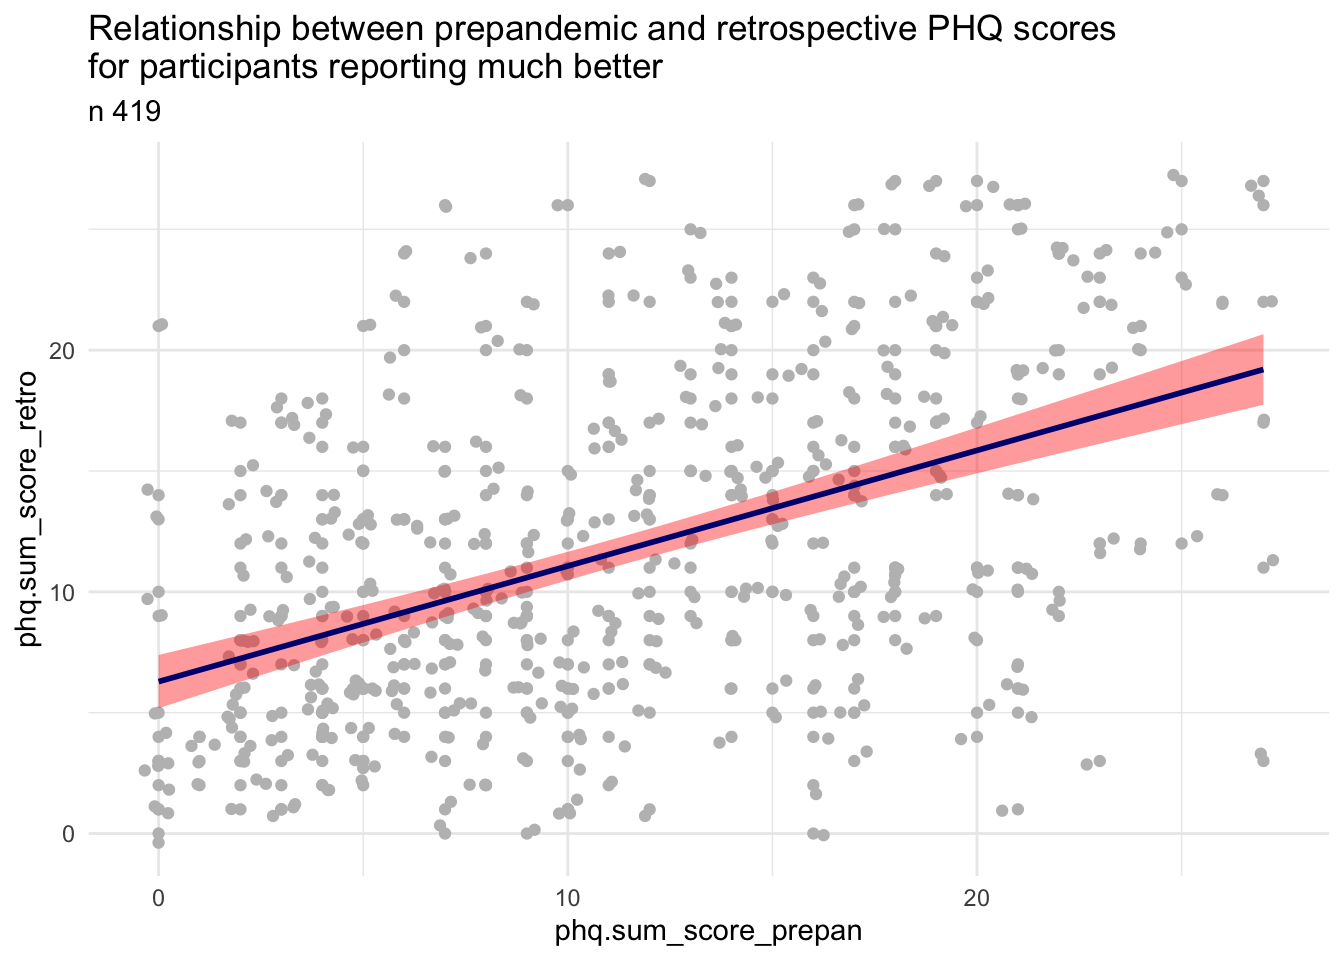 Relationship between prepandemic and retrospective PHQ scores
for participants reporting much better
n 419
phq.sum_score_retro
20
10
0
0
10
20
phq.sum_score_prepan